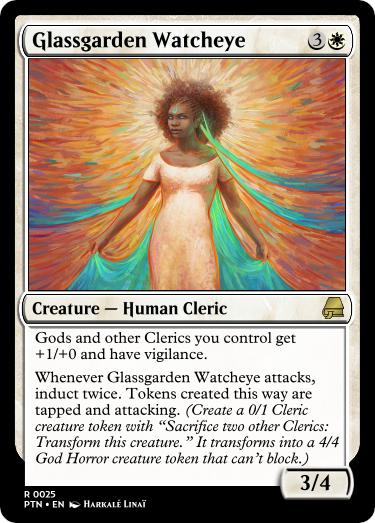 Glassgarden Watcheye 3
Creature — Human Cleric
Gods and other Clerics you control get
+1/+0 and have vigilance.
Whenever Glassgarden Watcheye attacks,
induct twice. Tokens created this way are
tapped and attacking. (Create a 0/1 Cleric
creature token with “Sacrifice two other Clerics:
Transform this creature.” It transforms into a 4/4
God Horror creature token that can’t block.)
3/4
R 0025
PTN • EN Harkalé Linaï